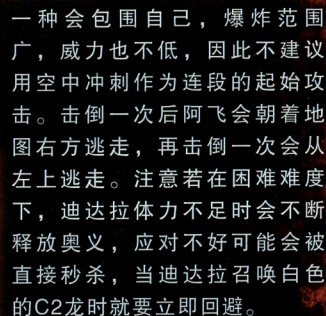 一种会包围自己，爆炸范围
广，威力也不低，因此不建议
用空中冲刺作为连段的起始攻
击。击倒一次后阿飞会朝着地
图右方逃走，再击倒一次会从
左上逃走。注意若在困难难度
下，迪达拉体力不足时会不断
释放奥义，应对不好可能会被
直接秒杀，当迪达拉召唤白色
的C2龙时就要立即回避。